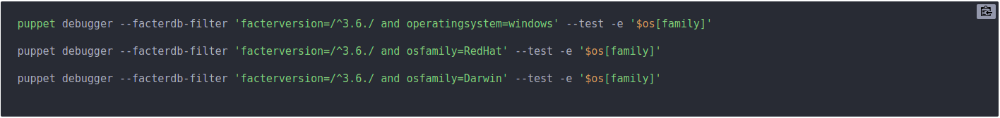 puppet debugger --facterdb-filter 'facterversion=/^3.6./ and operatingsystem=windows' --test -e '$os[family]'
puppet debugger --facterdb-filter 'facterversion=/^3.6./ and osfamily=RedHat' --test -e '$os[family]'
puppet debugger --facterdb-filter 'facterversion=/^3.6./ and osfamily=Darwin' --test -e '$os[family]'